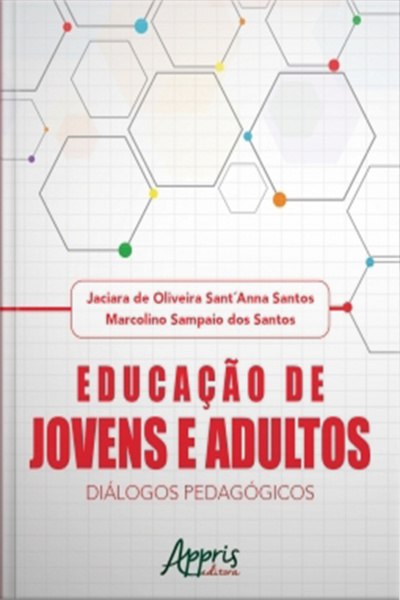 Jaciara de Oliveira Sant´Anna Santos
Marcolino Sampaio dos Santos
EDUCAÇÃO DE
JOVENS E ADULTOS
DIÁLOGOS PEDAGÓGICOS
Appris
editora